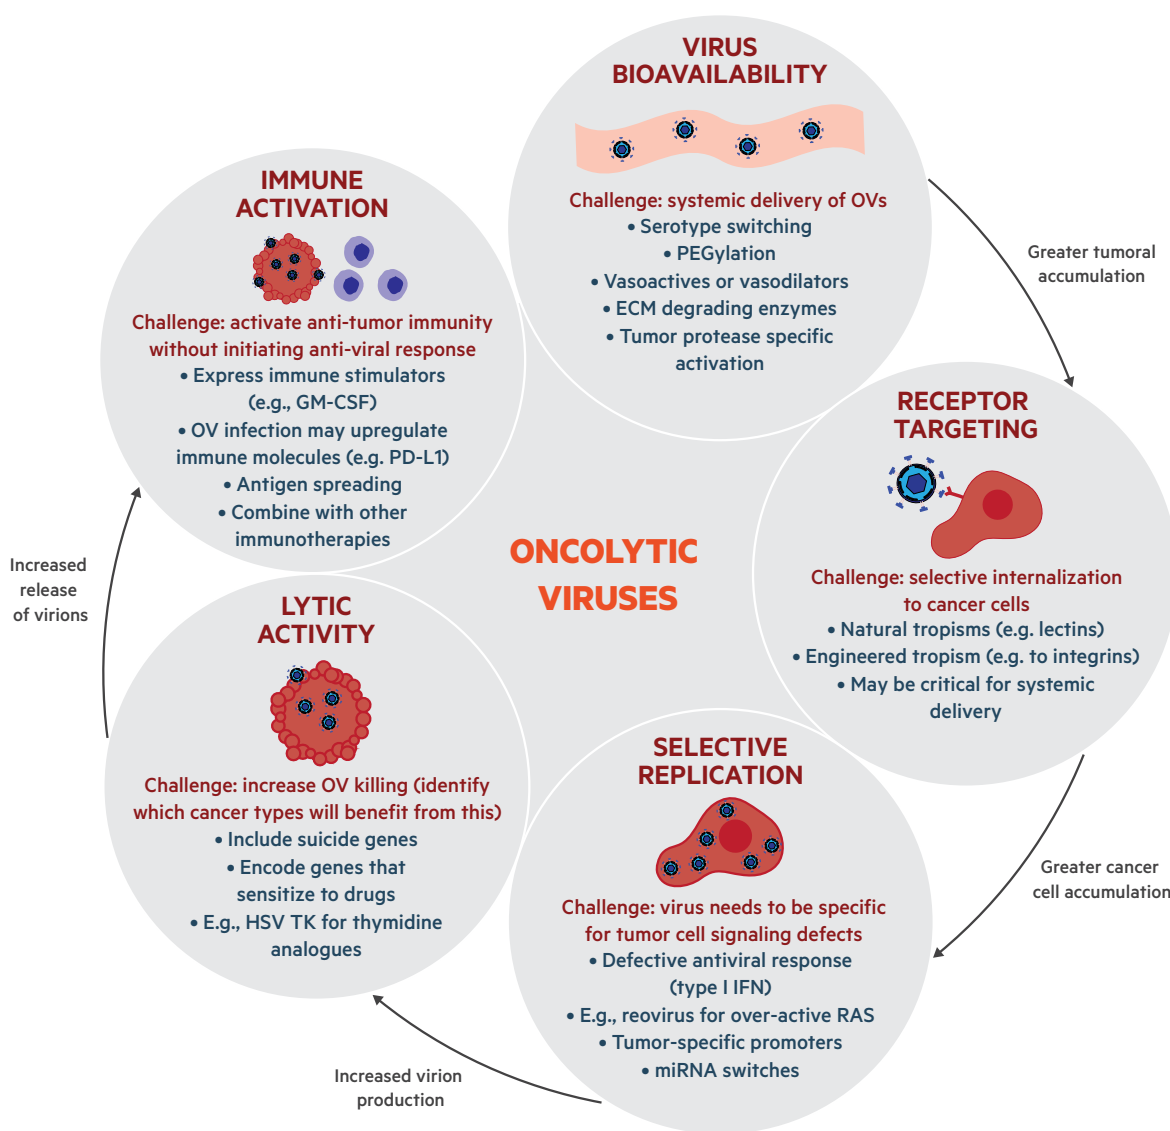 VIRUS
BIOAVAILABILITY
Challenge: systemic delivery of OVs
• Serotype switching
• PEGylation
• Vasoactives or vasodilators
• ECM degrading enzymes
• Tumor protease specific
activation
Greater tumoral
accumulation
RECEPTOR
TARGETING
Challenge: selective internalization
to cancer cells
• Natural tropisms (e.g. lectins)
• Engineered tropism (e.g. to integrins)
• May be critical for systemic
delivery
Greater cancer
cell accumulation
SELECTIVE
REPLICATION
Challenge: virus needs to be specific
for tumor cell signaling defects
• Defective antiviral response
(type I IFN)
• E.g., reovirus for over-active RAS
• Tumor-specific promoters
• miRNA switches
Increased virion
production
LYTIC
ACTIVITY
Challenge: increase OV killing (identify
which cancer types will benefit from this)
• Include suicide genes
• Encode genes that
sensitize to drugs
• E.g., HSV TK for thymidine
analogues
Increased
release
of virions
IMMUNE
ACTIVATION
Challenge: activate anti-tumor immunity
without initiating anti-viral response
• Express immune stimulators
(e.g., GM-CSF)
• OV infection may upregulate
immune molecules (e.g. PD-L1)
• Antigen spreading
• Combine with other
immunotherapies
ONCOLYTIC
VIRUSES